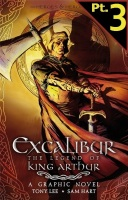 Pt. 3
EXCALIBUR
THE LEGEND OF
KING ARTHUR
A GRAPHIC NOVEL
TONY LEE • SAM HART